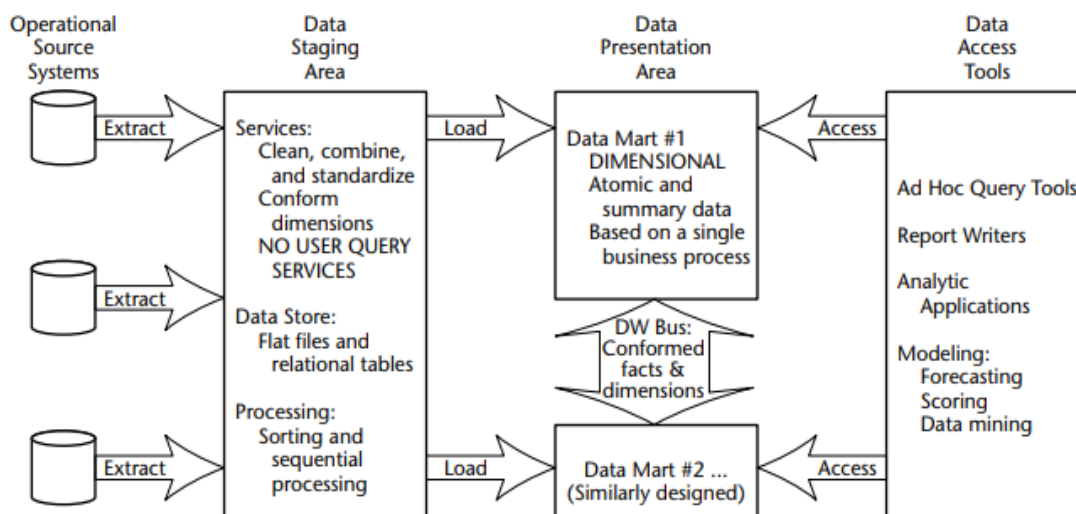 Operational
Source
Systems
Data
Staging
Area
Data
Presentation
Area
Data
Access
Tools
Extract
Extract
Extract
Services:
Clean, combine,
and standardize
Conform
dimensions
NO USER QUERY
SERVICES
Data Store:
Flat files and
relational tables
Processing:
Sorting and
sequential
processing
Load
Load
Data Mart #1
DIMENSIONAL
Atomic and
summary data
Based on a single
business process
DW Bus:
Conformed
facts &
dimensions
Data Mart #2 ...
(Similarly designed)
Access
Access
Ad Hoc Query Tools
Report Writers
Analytic
Applications
Modeling:
Forecasting
Scoring
Data mining